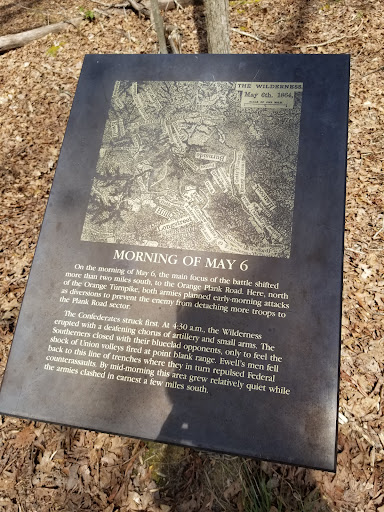 THE WILDERNESS
May 6th, 1864.
MORNING OF MAY 6
On the morning of May 6, the main focus of the battle shifted
more than two miles south, to the Orange Plank Road. Here, north
of the Orange Turnpike, both armies planned early-morning attacks
as diversions to prevent the enemy from detaching more troops to
the Plank Road sector.
The Confederates struck first. At 4:30 a.m., the Wilderness
erupted with a deafening chorus of artillery and small arms. The
Southerners closed with their blueclad opponents, only to feel the
shock of Union volleys fired at point blank range. Ewell's men fell
back to this line of trenches where they in turn repulsed Federal
counterassaults. By mid-morning this area grew relatively quiet while
the armies clashed in earnest a few miles south.